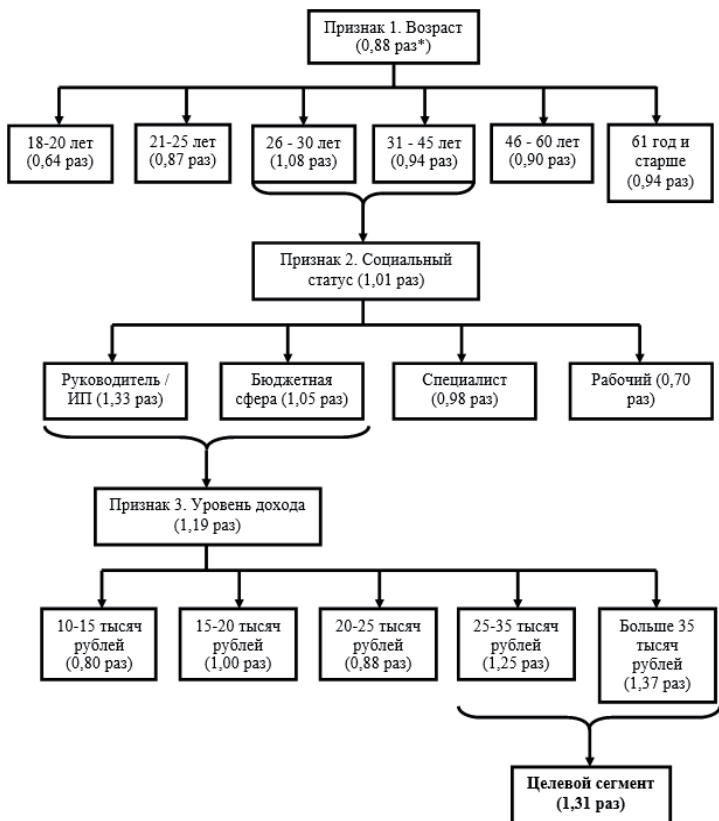 Признак 1. Возраст
(0,88 раз*)
18-20 лет
(0,64 раз)
21-25 лет
(0,87 раз)
26 - 30 лет
(1,08 раз)
31 - 45 лет
(0,94 раз)
46 - 60 лет
(0,90 раз)
61 год и
старше
(0,94 раз)
Признак 2. Социальный
статус (1,01 раз)
Руководитель /
ИП (1,33 раз)
Бюджетная
сфера (1,05 раз)
Специалист
(0,98 раз)
Рабочий (0,70
раз)
Признак 3. Уровень дохода
(1,19 раз)
10-15 тысяч
рублей
(0,80 раз)
15-20 тысяч
рублей
(1,00 раз)
20-25 тысяч
рублей
(0,88 раз)
25-35 тысяч
рублей
(1,25 раз)
Больше 35
тысяч
рублей
(1,37 раз)
Целевой сегмент
(1,31 раз)